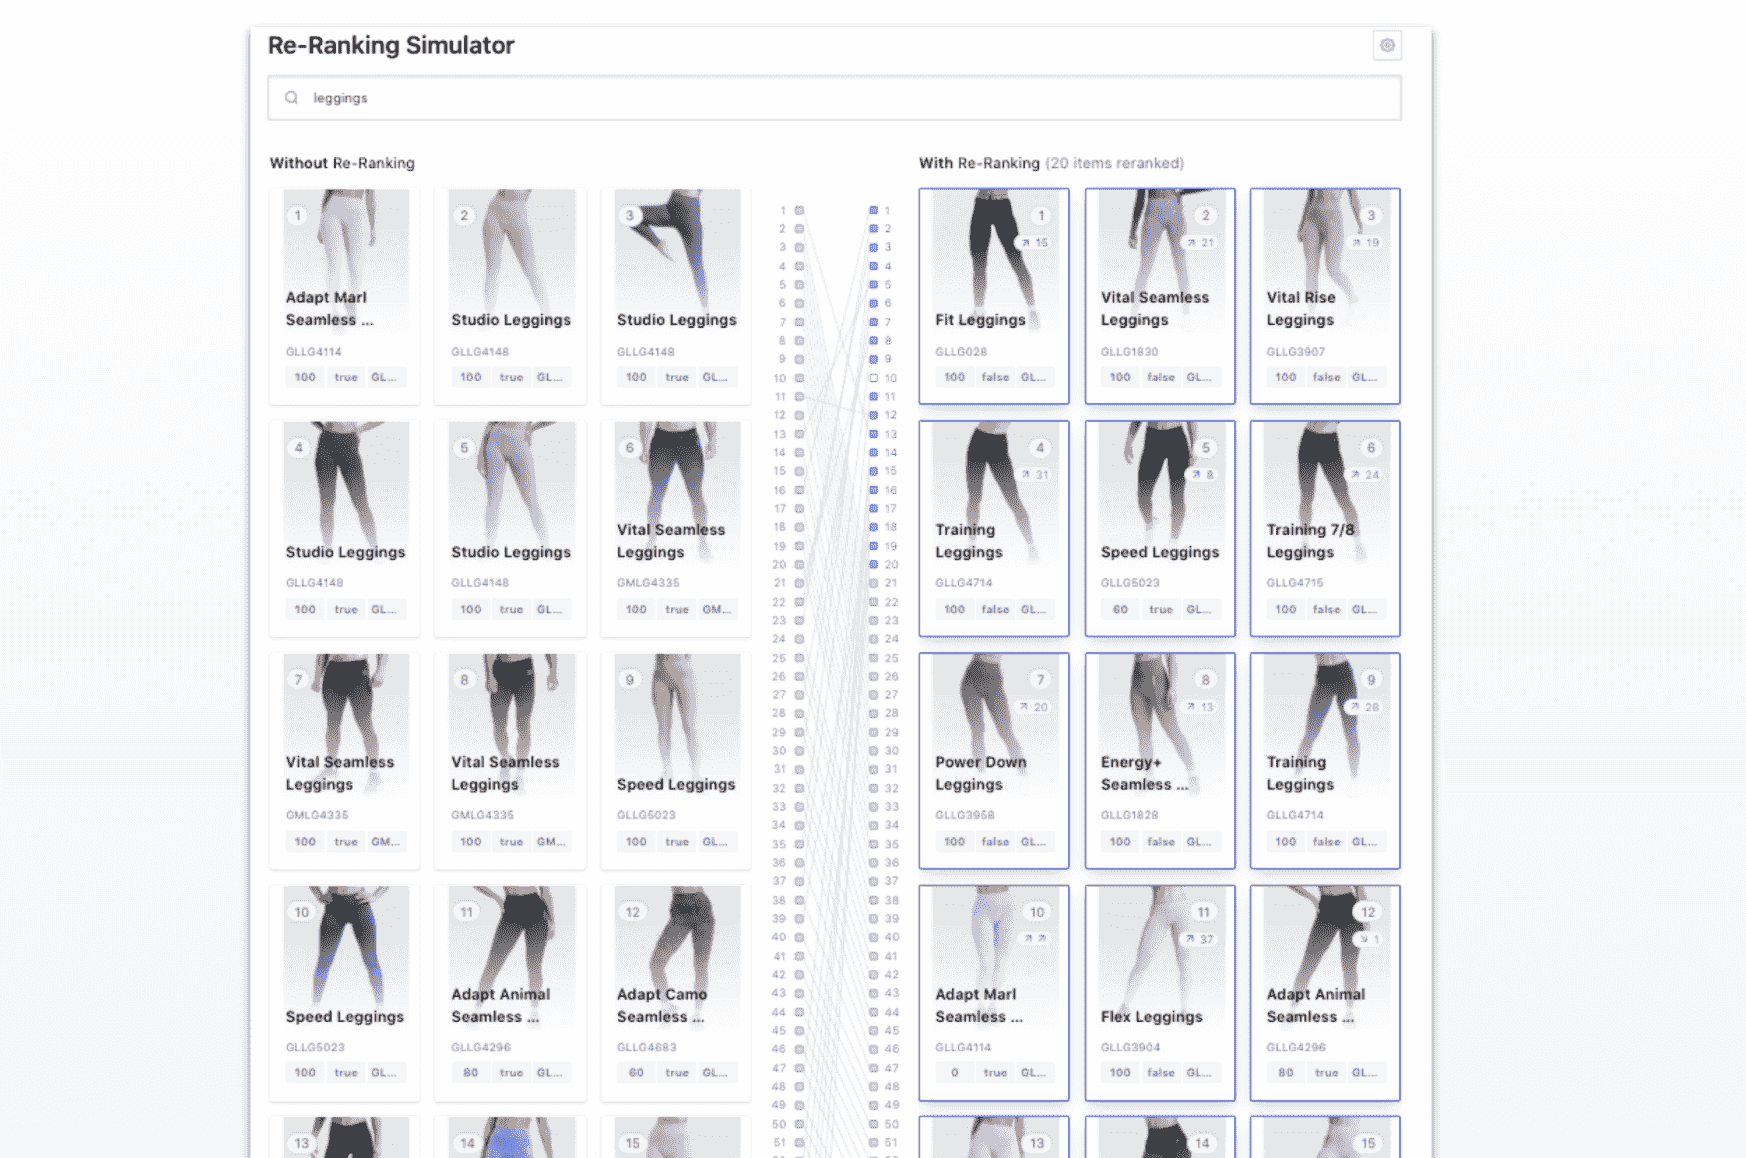 Re-Ranking Simulator
leggings
Without Re-Ranking
With Re-Ranking (20 items reranked)
1
Adapt Marl
Seamless ...
GLLG4114
100 true GL...
2
Studio Leggings
GLLG4148
100 true GL...
3
Studio Leggings
GLLG4148
100 true GL...
4
Studio Leggings
GLLG4148
100 true GL...
5
Studio Leggings
GLLG4148
100 true GL...
6
Vital Seamless
Leggings
GMLG4335
100 true GM...
7
Vital Seamless
Leggings
GMLG4335
100 true GM...
8
Vital Seamless
Leggings
GMLG4335
100 true GM...
9
Speed Leggings
GLLG5023
100 true GL...
10
Speed Leggings
GLLG5023
100 true GL...
11
Adapt Animal
Seamless ...
GLLG4296
80 true GL...
12
Adapt Camo
Seamless ...
GLLG4683
60 true GL...
13
14
15
1 1
2 2
3 3
4 4
5 5
6 6
7 7
8 8
9 9
10 10
11 11
12 12
13 13
14 14
15 15
16 16
17 17
18 18
19 19
20 20
21 21
22 22
23 23
24 24
25 25
26 26
27 27
28 28
29 29
30 30
31 31
32 32
33 33
34 34
35 35
36 36
37 37
38 38
39 39
40 40
41 41
42 42
43 43
44 44
45 45
46 46
47 47
48 48
49 49
50 50
51 51
1
15
Fit Leggings
GLLG028
100 false GL...
2
21
Vital Seamless
Leggings
GLLG1830
100 false GL...
3
19
Vital Rise
Leggings
GLLG3907
100 false GL...
4
31
Training
Leggings
GLLG4714
100 false GL...
5
8
Speed Leggings
GLLG5023
60 true GL...
6
24
Training 7/8
Leggings
GLLG4715
100 false GL...
7
20
Power Down
Leggings
GLLG3958
100 false GL...
8
13
Energy+
Seamless ...
GLLG1828
100 false GL...
9
28
Training
Leggings
GLLG4714
100 false GL...
10
Adapt Marl
Seamless ...
GLLG4114
0 true GL...
11
37
Flex Leggings
GLLG3904
100 false GL...
12
1
Adapt Animal
Seamless ...
GLLG4296
80 true GL...
13
14
15